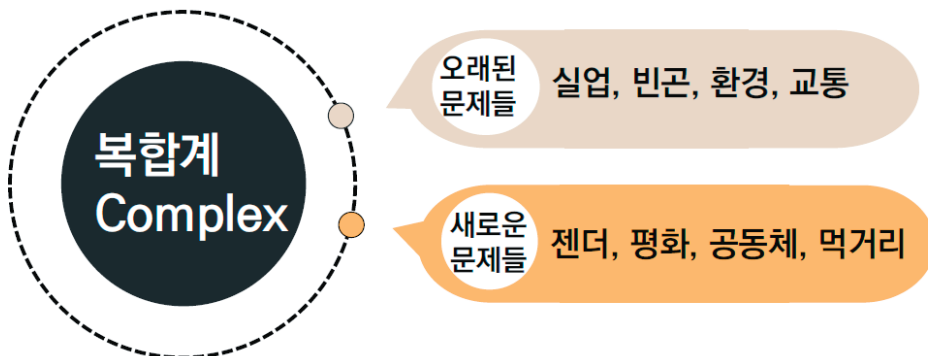 복합계
Complex
오래된
문제들
실업, 빈곤, 환경, 교통
새로운
문제들
젠더, 평화, 공동체, 먹거리